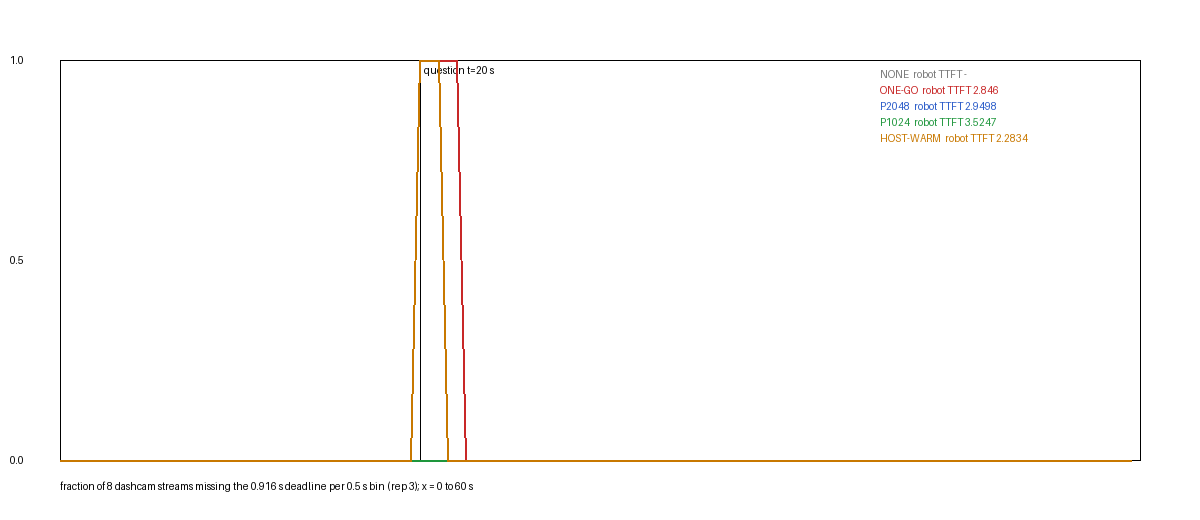 1.0
question t=20 s
NONE robot TTFT -
ONE-GO robot TTFT 2.846
P2048 robot TTFT 2.9498
P1024 robot TTFT 3.5247
HOST-WARM robot TTFT 2.2834
0.5
0.0
fraction of 8 dashcam streams missing the 0.916 s deadline per 0.5 s bin (rep 3); x = 0 to 60 s